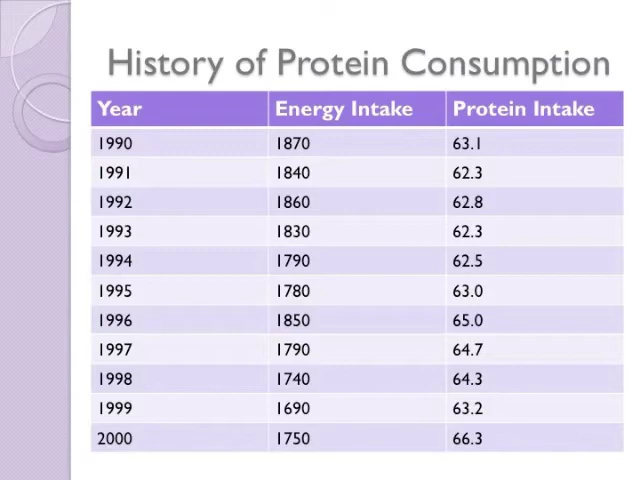 History of Protein Consumption
Year Energy Intake Protein Intake
1990 1870 63.1
1991 1840 62.3
1992 1860 62.8
1993 1830 62.3
1994 1790 62.5
1995 1780 63.0
1996 1850 65.0
1997 1790 64.7
1998 1740 64.3
1999 1690 63.2
2000 1750 66.3